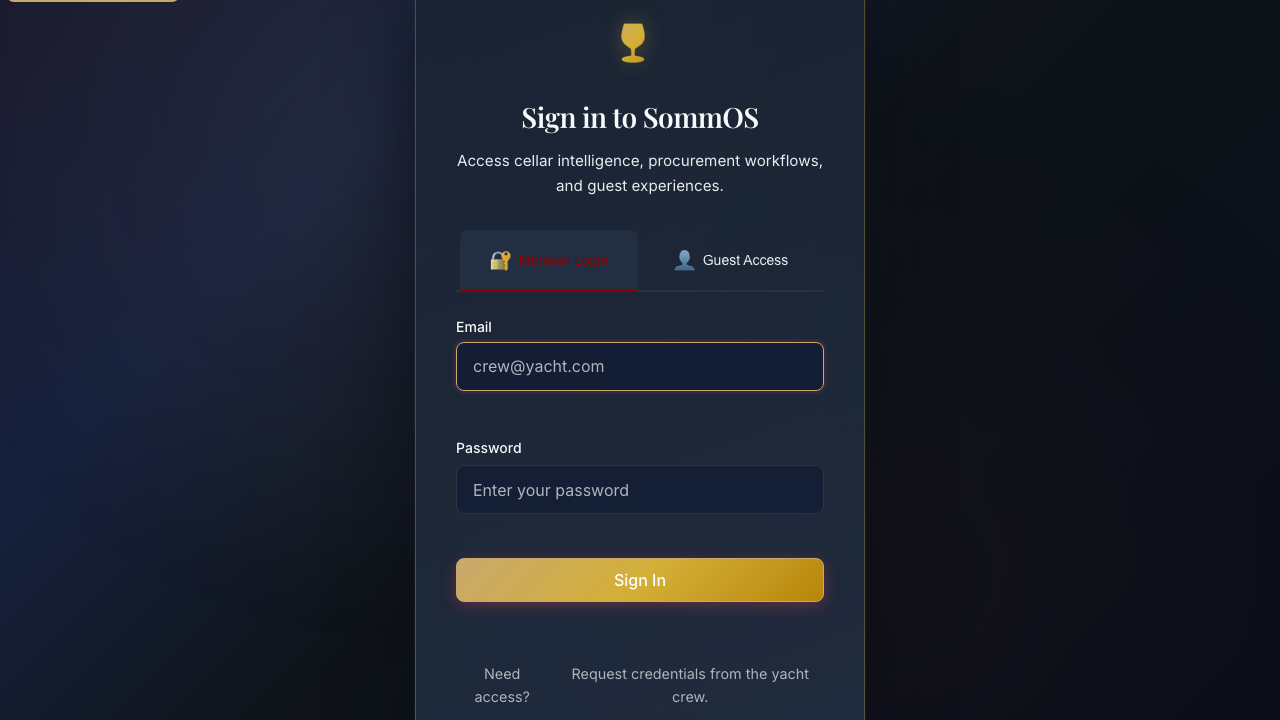 Sign in to SommOS
Access cellar intelligence, procurement workflows,
and guest experiences.
Member Login
Guest Access
Email
crew@yacht.com
Password
Enter your password
Sign In
Need
access?
Request credentials from the yacht
crew.